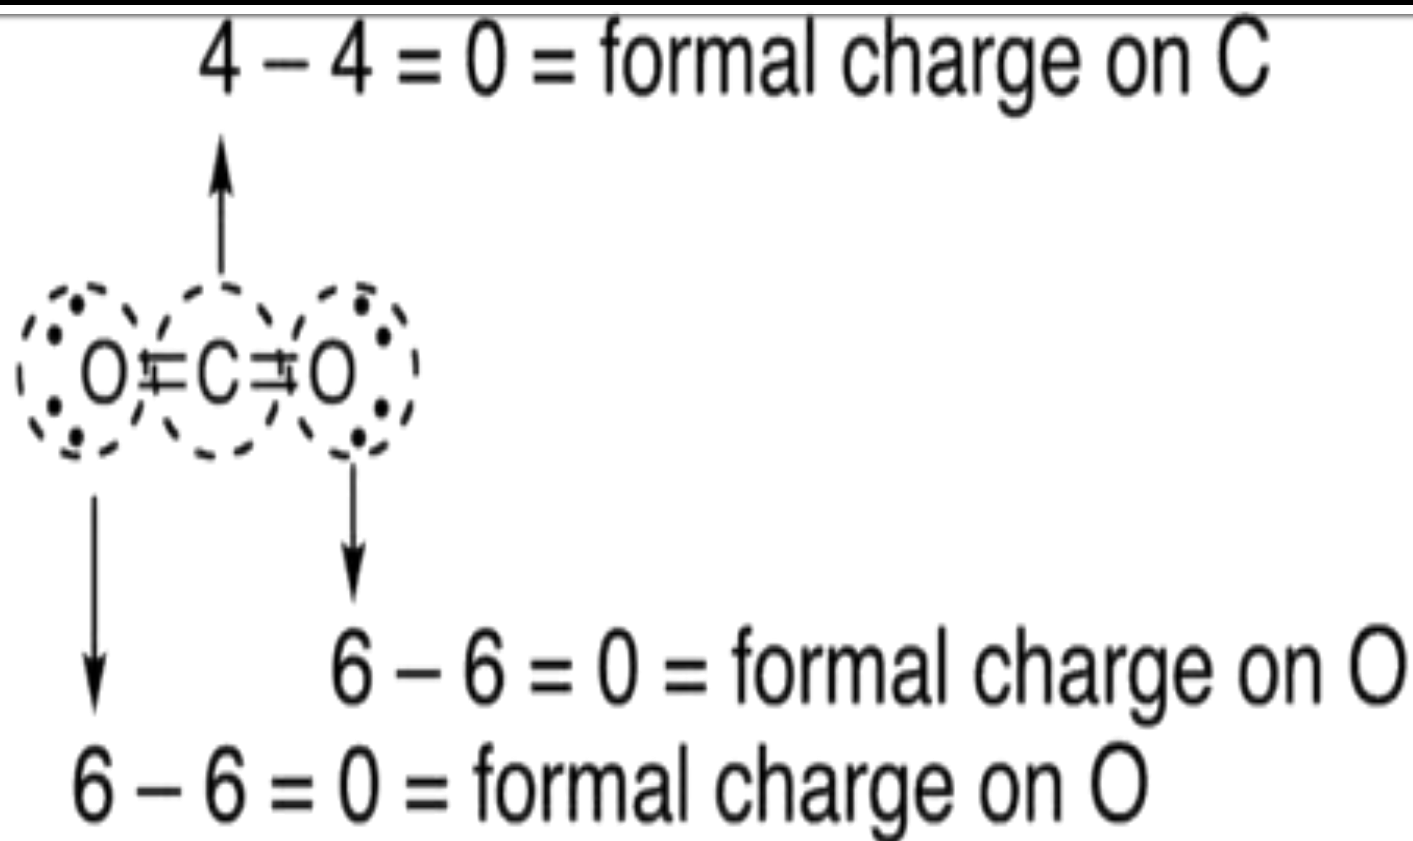 4 – 4 = 0 = formal charge on C
O=C=O
6 – 6 = 0 = formal charge on O
6 – 6 = 0 = formal charge on O